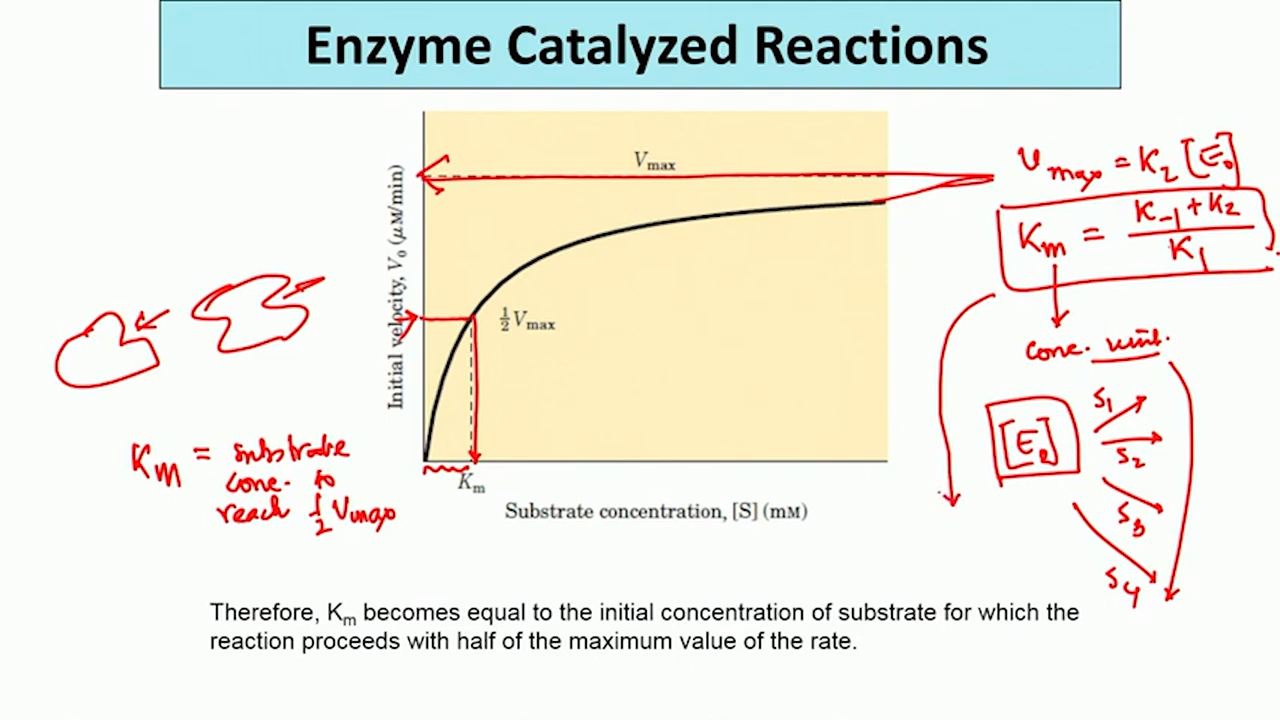 Enzyme Catalyzed Reactions
Initial velocity, V₀ (μM/min)
Vmax
½Vmax
Km
Substrate concentration, [S] (mM)
Vmax = K2 [E0]
Km = K-1 + K2 / K1
Conc. unit.
S1
S2
S3
S4
Km = substrate
conc. to
reach ½ Vmax
Therefore, Km becomes equal to the initial concentration of substrate for which the
reaction proceeds with half of the maximum value of the rate.